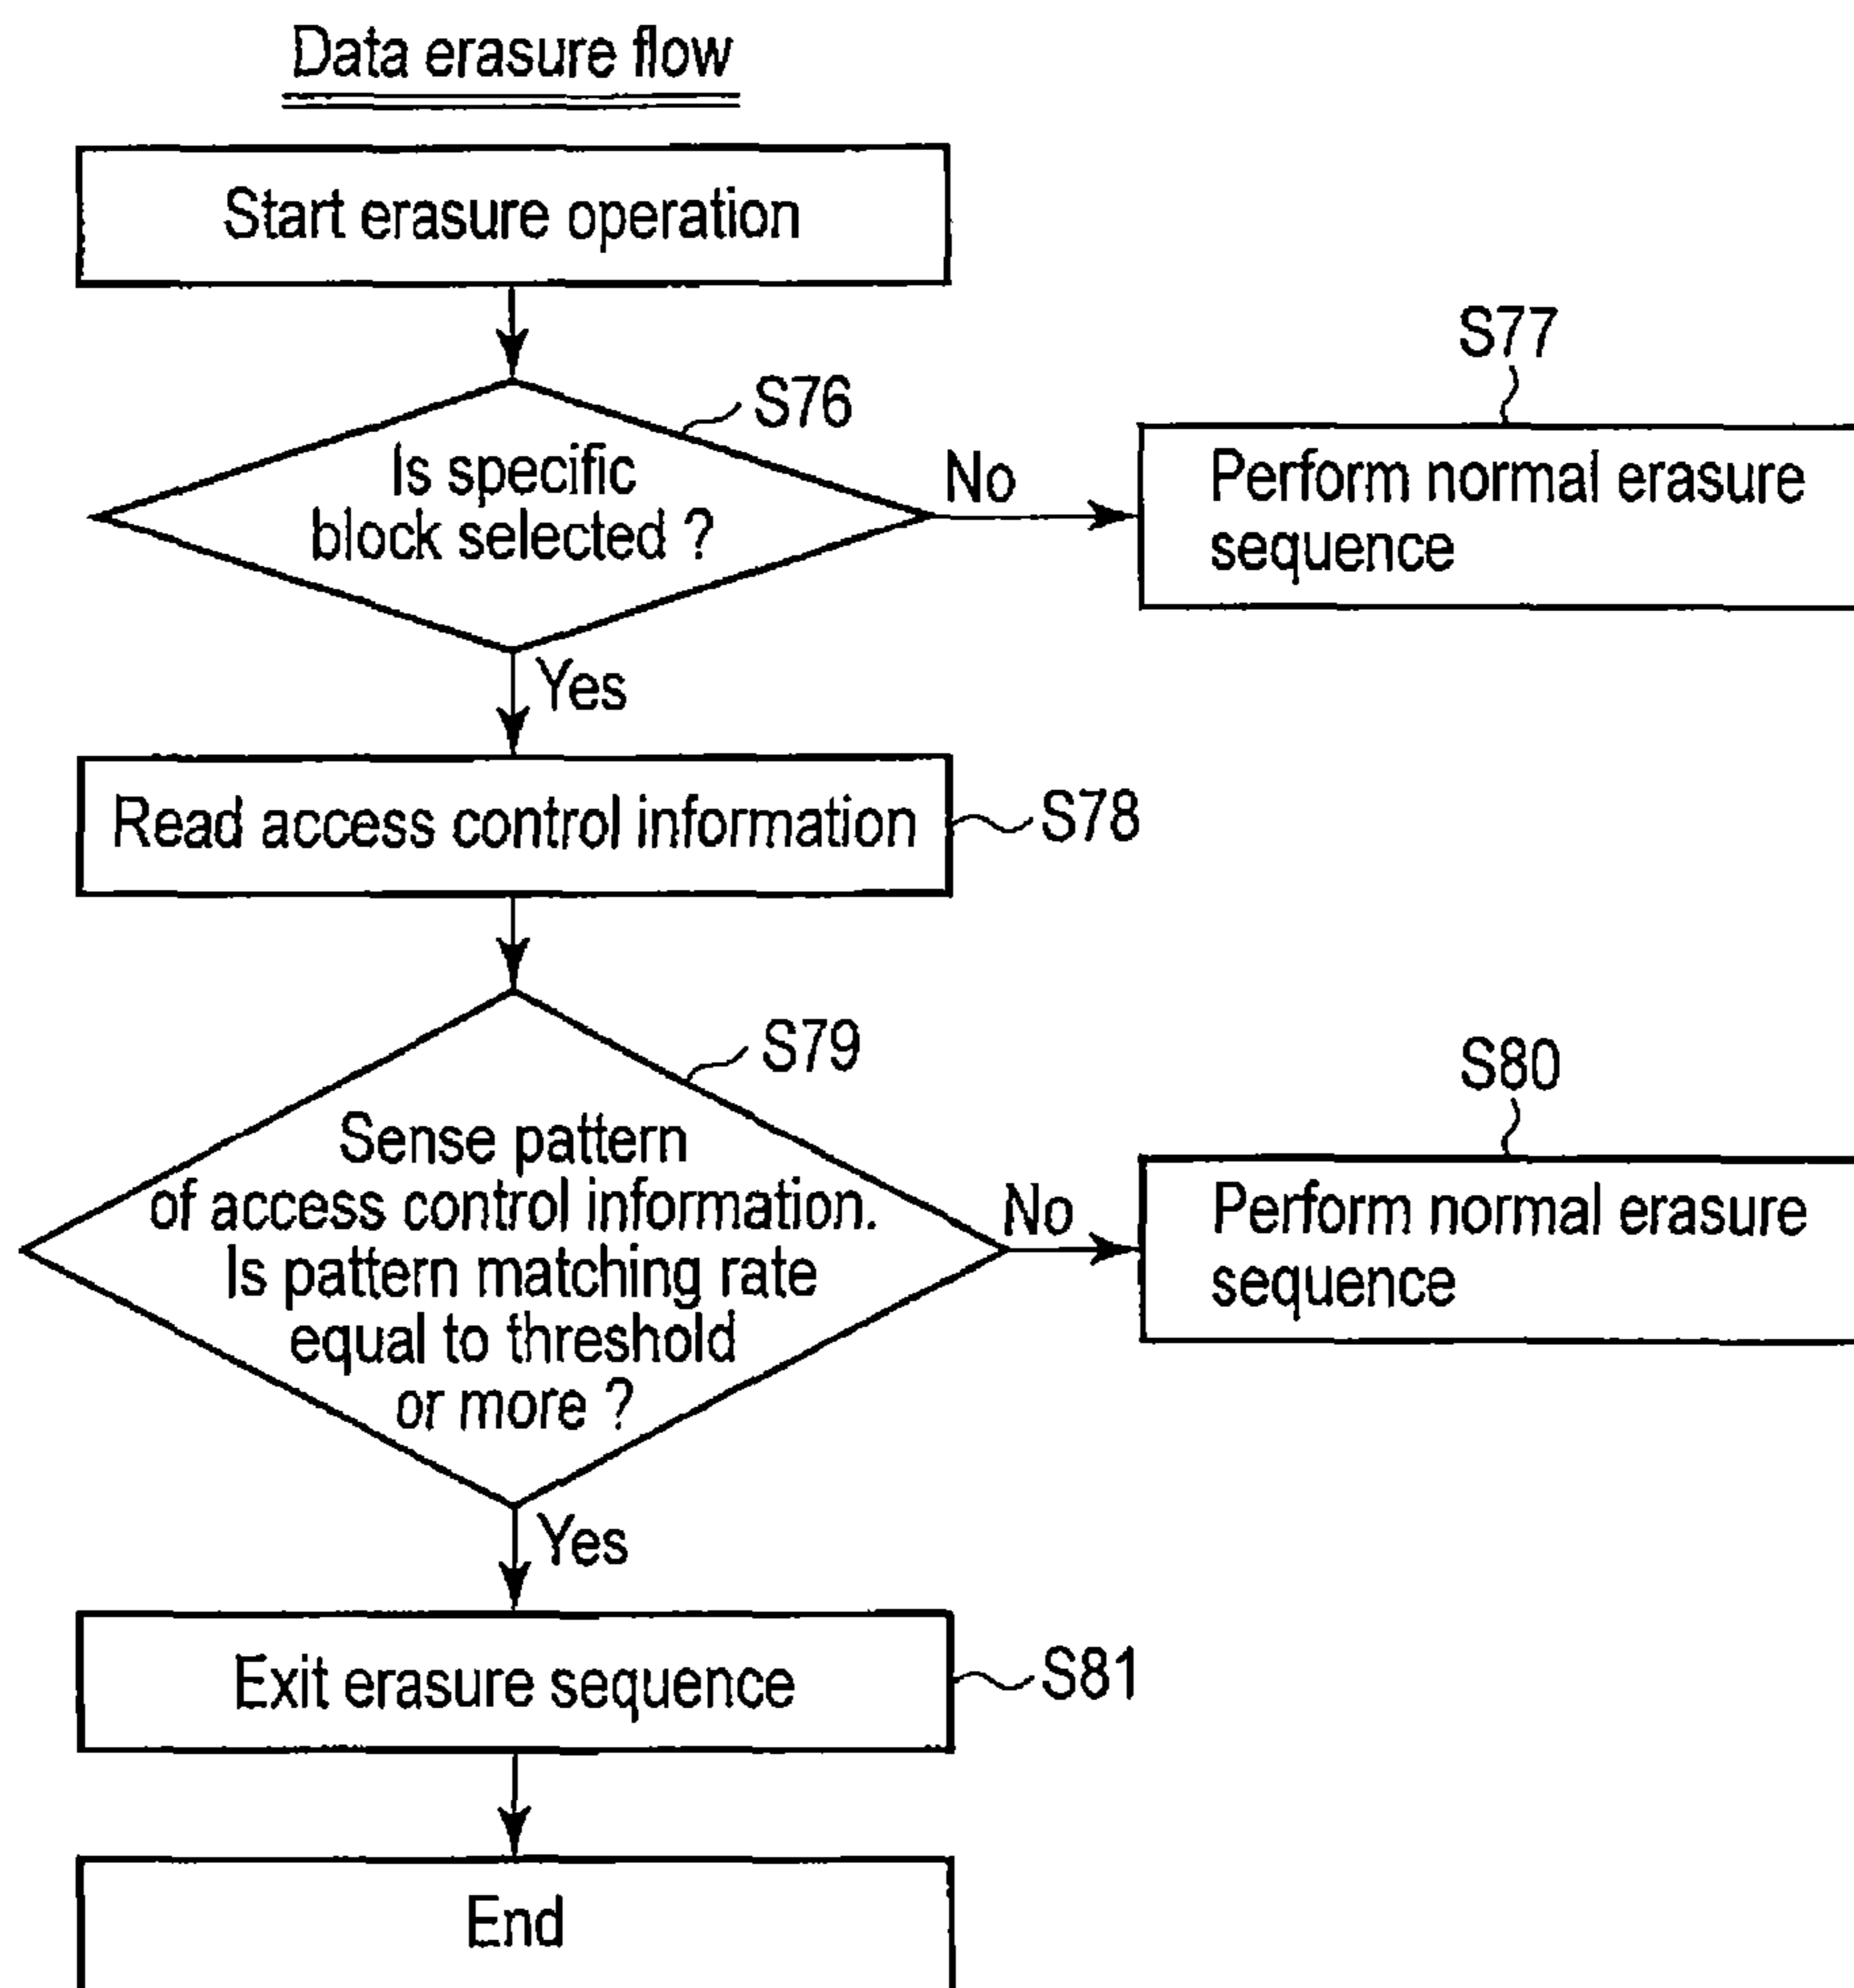 Data erasure flow
Start erasure operation
S76
Is specific
block selected ?
No
S77
Perform normal erasure
sequence
Yes
Read access control information
S78
S79
Sense pattern
of access control information.
Is pattern matching rate
equal to threshold
or more ?
No
S80
Perform normal erasure
sequence
Yes
Exit erasure sequence
S81
End